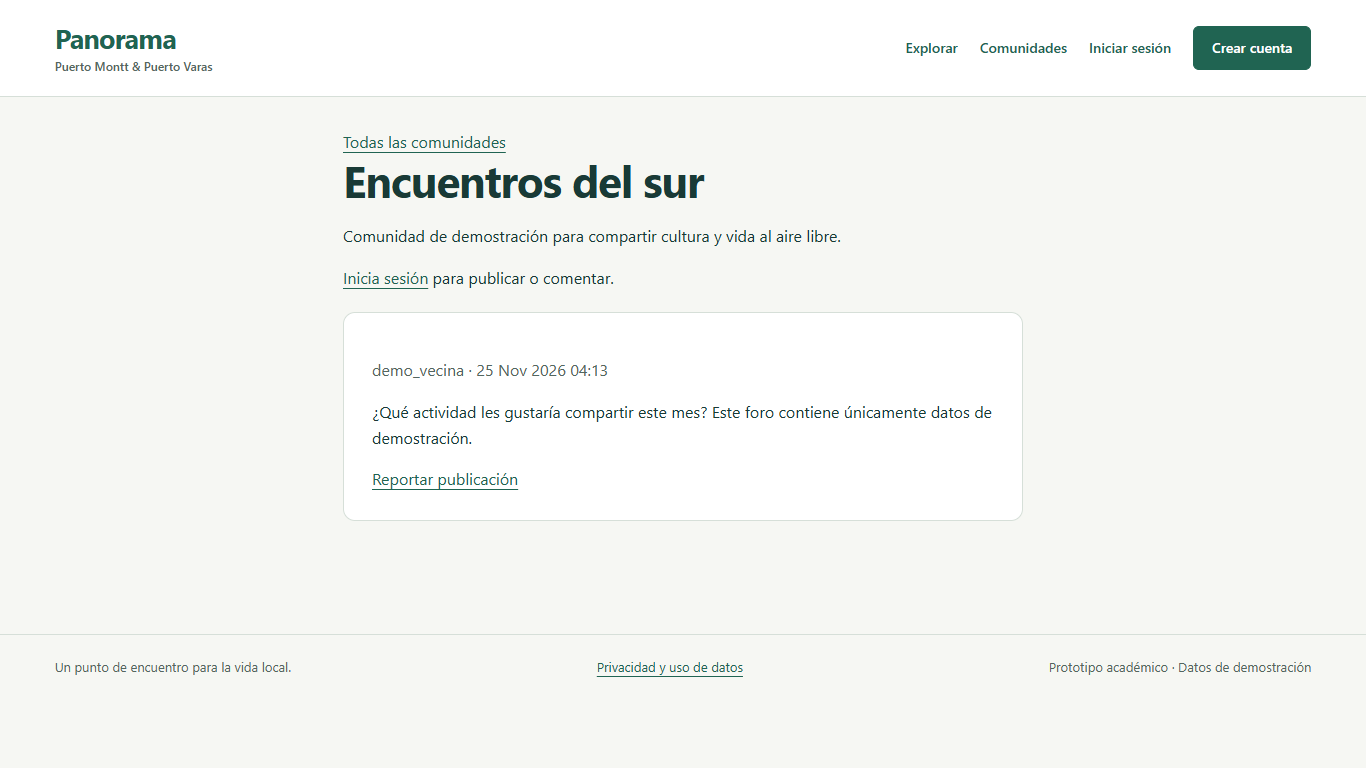 Panorama
Puerto Montt & Puerto Varas
Explorar
Comunidades
Iniciar sesión
Crear cuenta
Todas las comunidades
Encuentros del sur
Comunidad de demostración para compartir cultura y vida al aire libre.
Inicia sesión para publicar o comentar.
demo_vecina · 25 Nov 2026 04:13
¿Qué actividad les gustaría compartir este mes? Este foro contiene únicamente datos de
demostración.
Reportar publicación
Un punto de encuentro para la vida local.
Privacidad y uso de datos
Prototipo académico · Datos de demostración